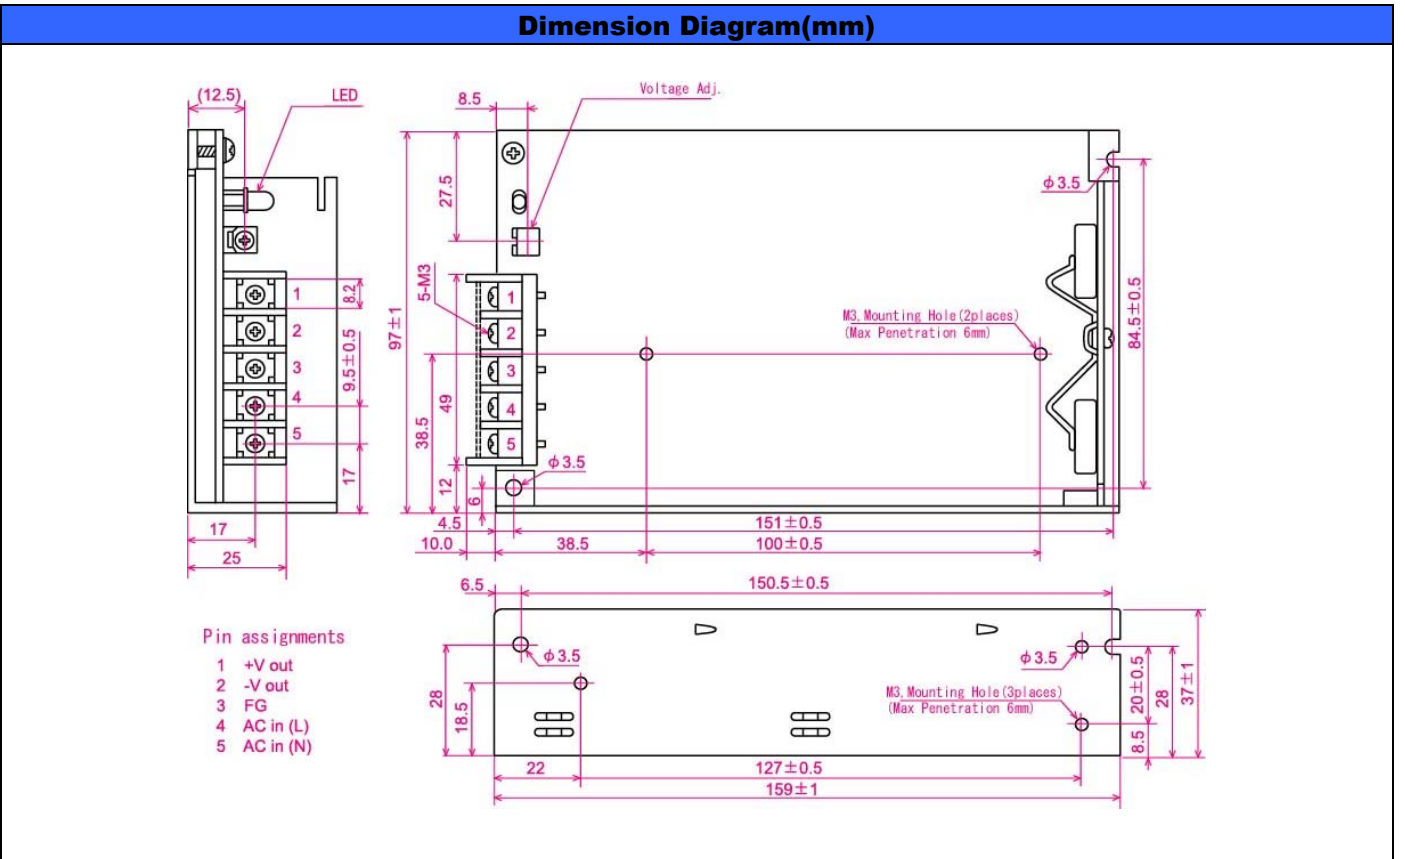 Dimension Diagram(mm)
(12.5)
LED
8.5
Voltage Adj.
27.5
φ3.5
5-M3
97±1
84.5±0.5
1
8.2
2
3
4
5
9.5±0.5
17
17
25
1
2
3
4
5
49
38.5
12
6
φ3.5
M3, Mounting Hole(2places)
(Max Penetration 6mm)
4.5
151±0.5
10.0
38.5
100±0.5
6.5
150.5±0.5
φ3.5
φ3.5
M3, Mounting Hole(3places)
(Max Penetration 6mm)
28
18.5
20±0.5
28
37±1
8.5
22
127±0.5
159±1
Pin assignments
1 +V out
2 -V out
3 FG
4 AC in (L)
5 AC in (N)